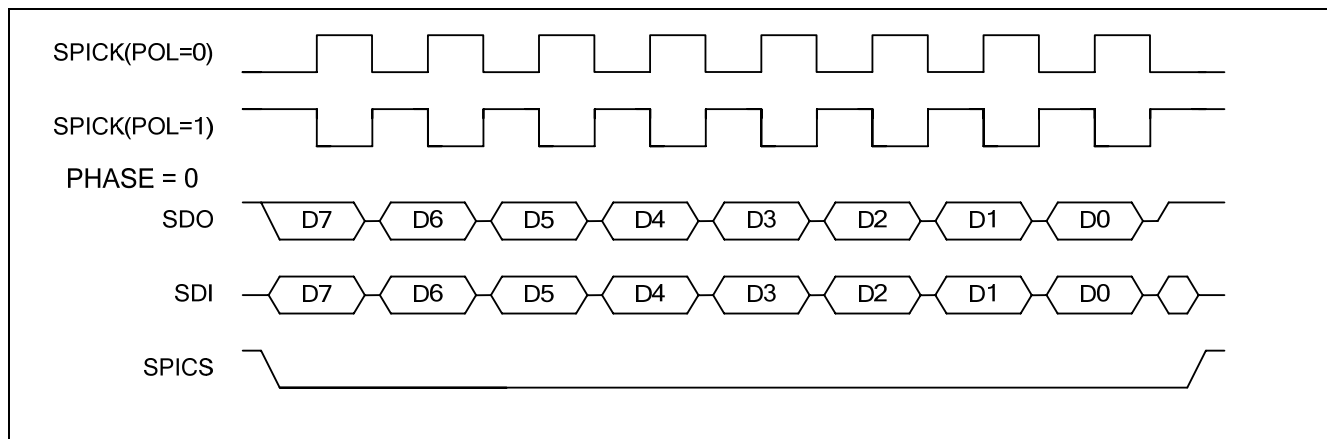 SPICK(POL=0)
SPICK(POL=1)
PHASE = 0
SDO D7 D6 D5 D4 D3 D2 D1 D0
SDI D7 D6 D5 D4 D3 D2 D1 D0
SPICS